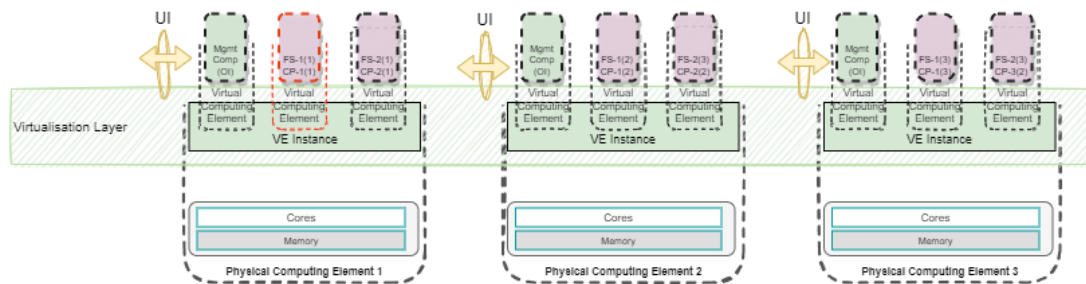 UI
Mgmt
Comp
(OI)
FS-1(1)
CP-1(1)
FS-2(1)
CP-2(1)
Virtual
Computing
Element
Virtual
Computing
Element
Virtual
Computing
Element
VE Instance
Cores
Memory
Physical Computing Element 1
UI
Mgmt
Comp
(OI)
FS-1(2)
CP-1(2)
FS-2(3)
CP-2(2)
Virtual
Computing
Element
Virtual
Computing
Element
Virtual
Computing
Element
VE Instance
Cores
Memory
Physical Computing Element 2
UI
Mgmt
Comp
(OI)
FS-1(3)
CP-1(3)
FS-2(3)
CP-3(2)
Virtual
Computing
Element
Virtual
Computing
Element
Virtual
Computing
Element
VE Instance
Cores
Memory
Physical Computing Element 3
Virtualisation Layer